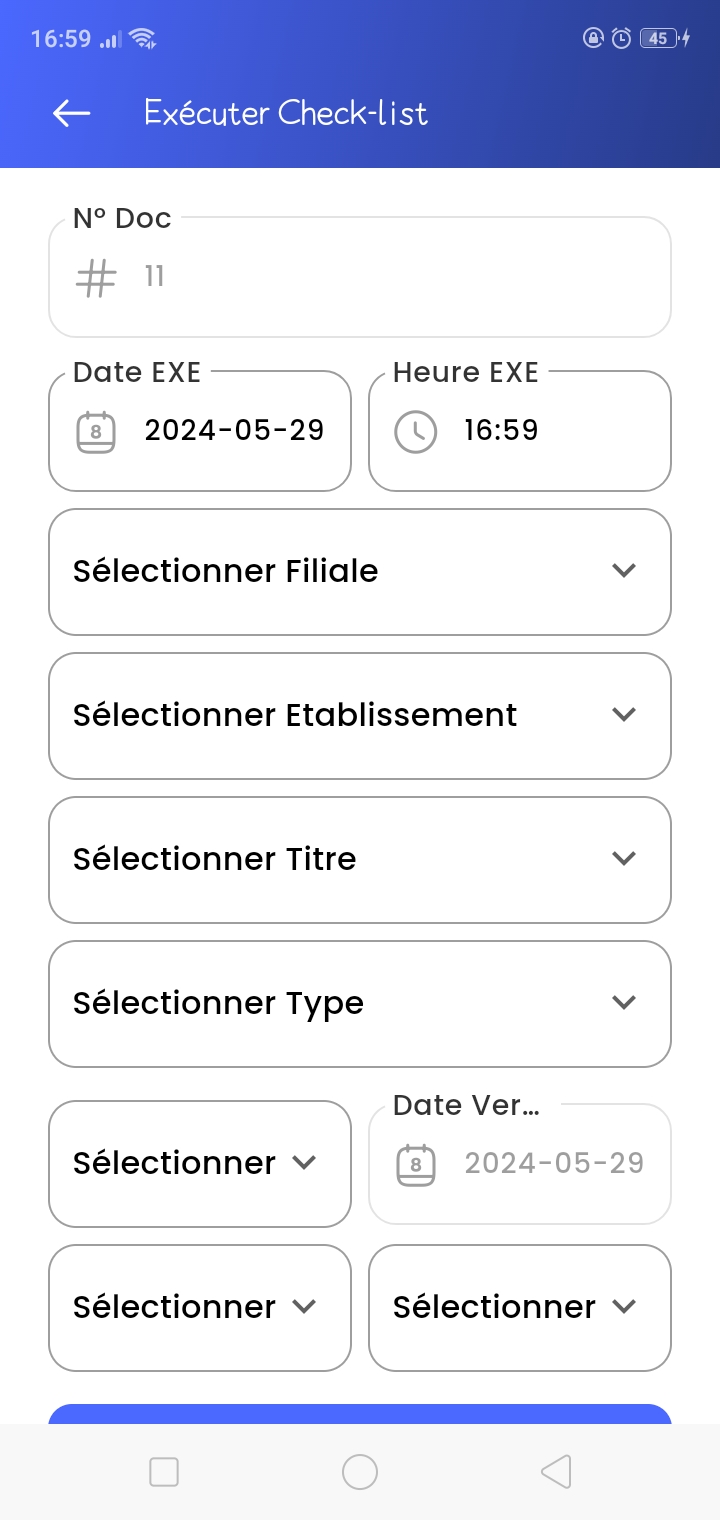 16:59
45
Exécuter Check-list
N° Doc
11
Date EXE
Heure EXE
8
2024-05-29
16:59
Sélectionner Filiale
Sélectionner Etablissement
Sélectionner Titre
Sélectionner Type
Date Ver...
Sélectionner
8
2024-05-29
Sélectionner
Sélectionner